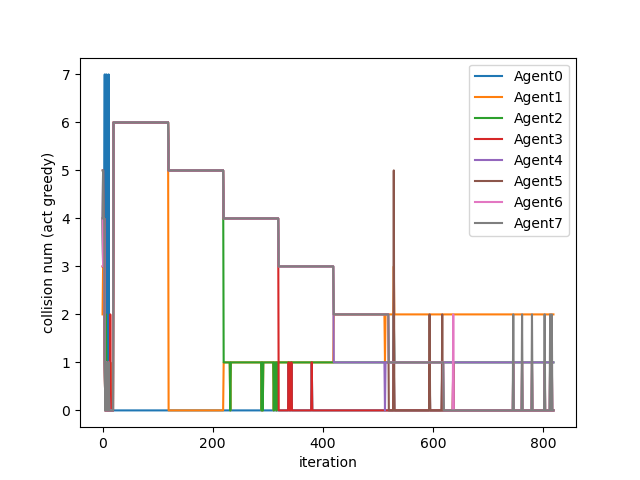 7
6
5
4
3
2
1
0
collision num (act greedy)
0
200
400
600
800
iteration
Agent0
Agent1
Agent2
Agent3
Agent4
Agent5
Agent6
Agent7